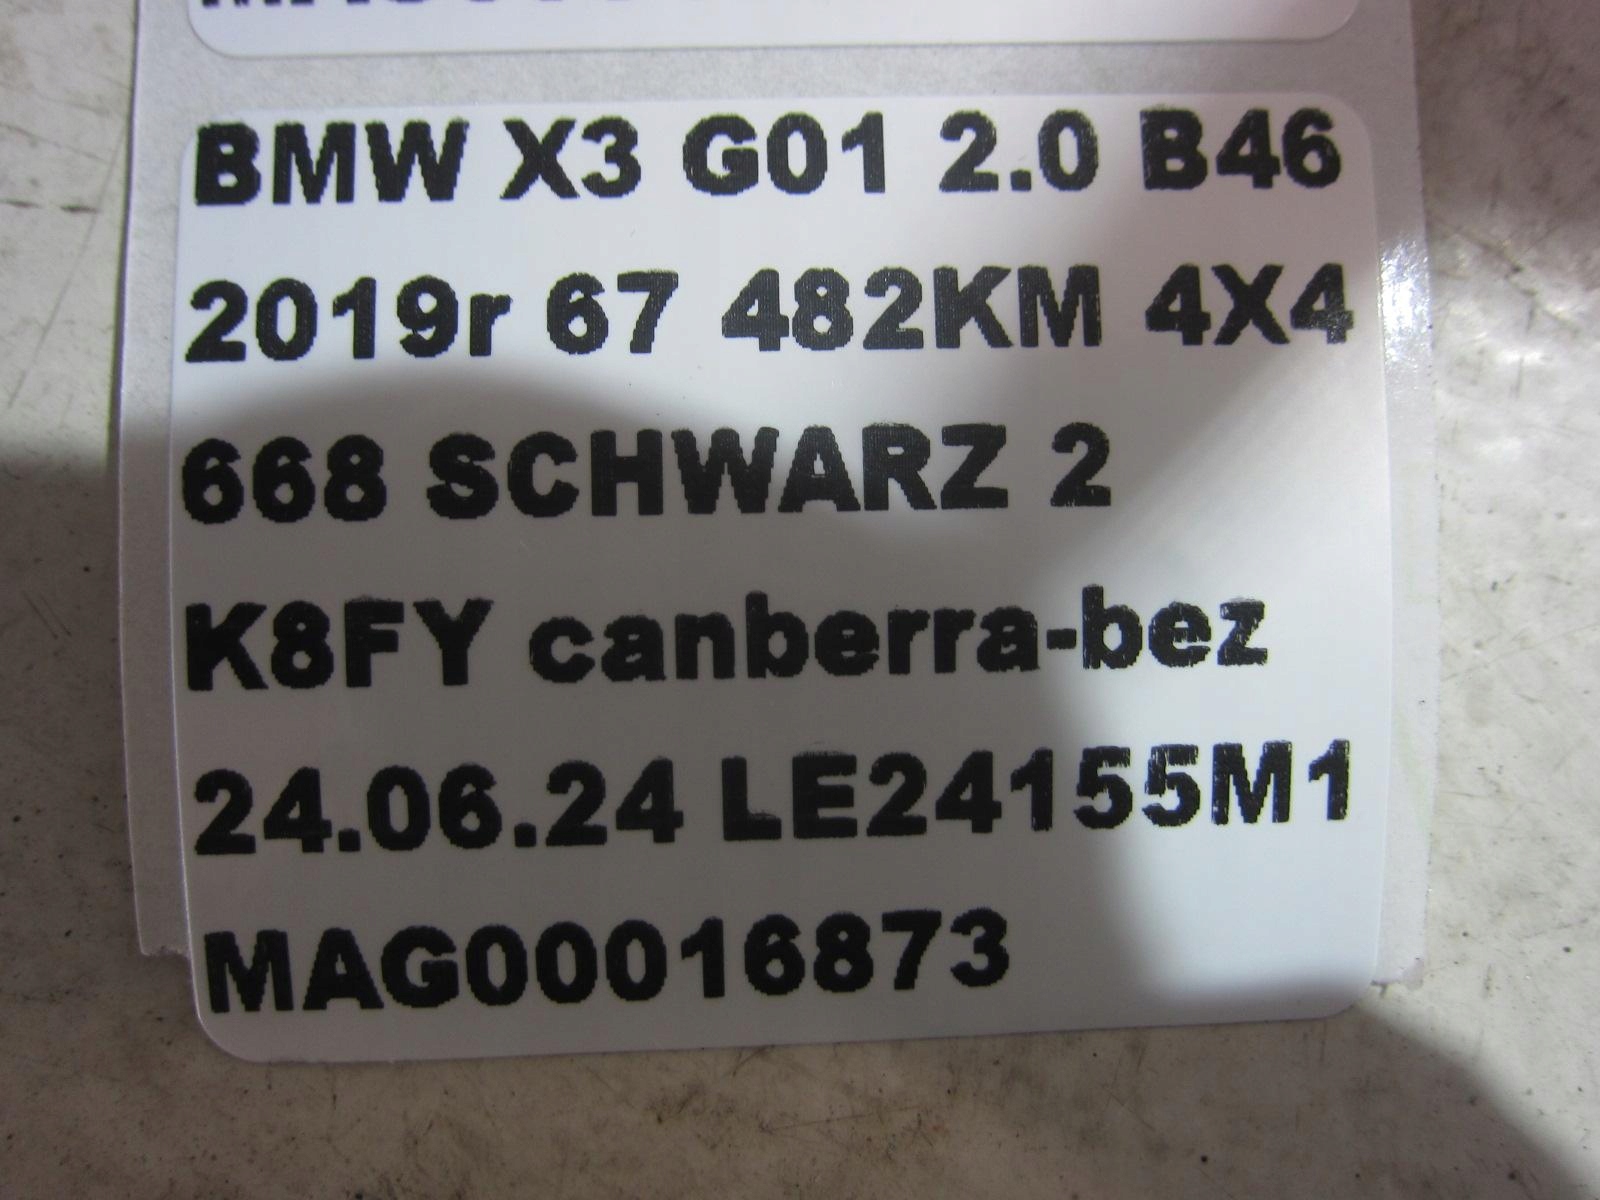 BMW X3 G01 2.0 B46
2019r 67 482KM 4X4
668 SCHWARZ 2
K8FY canberra-bez
24.06.24 LE24155M1
MAG00016873